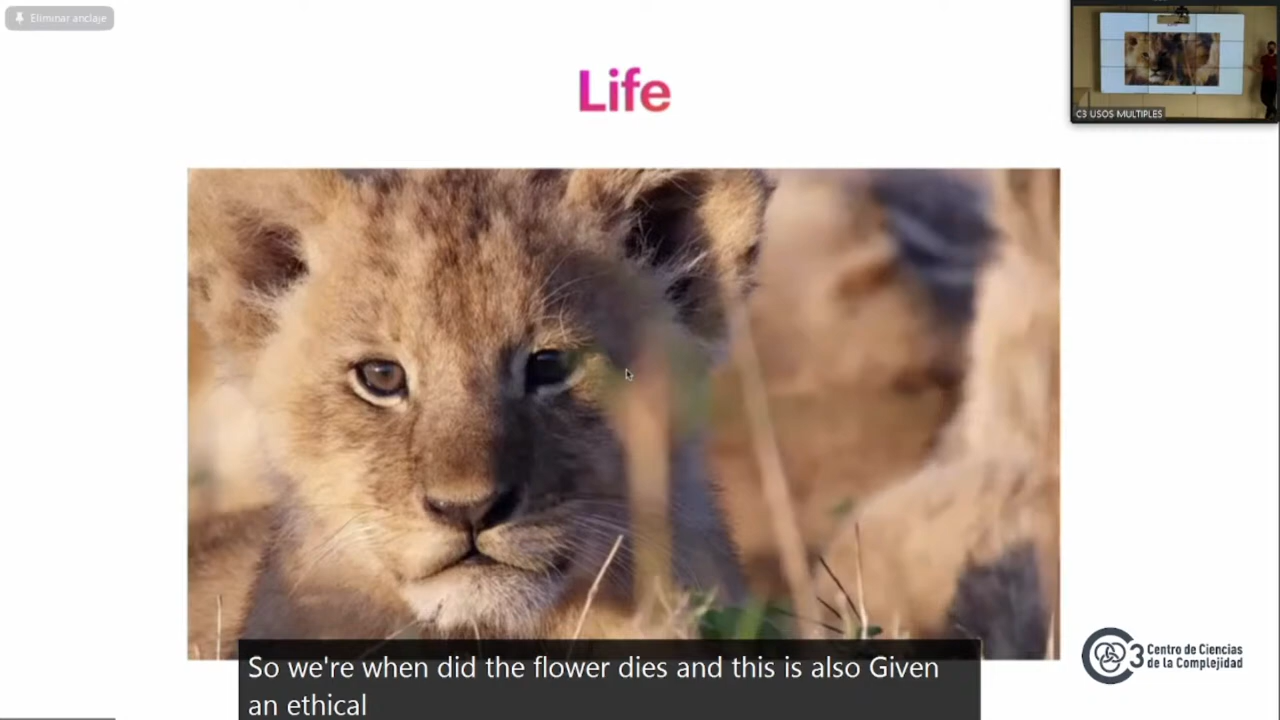 Eliminar anclaje
Life
C3 USOS MULTIPLES
So we're when did the flower dies and this is also Given
an ethical
C3 Centro de Ciencias
de la Complejidad